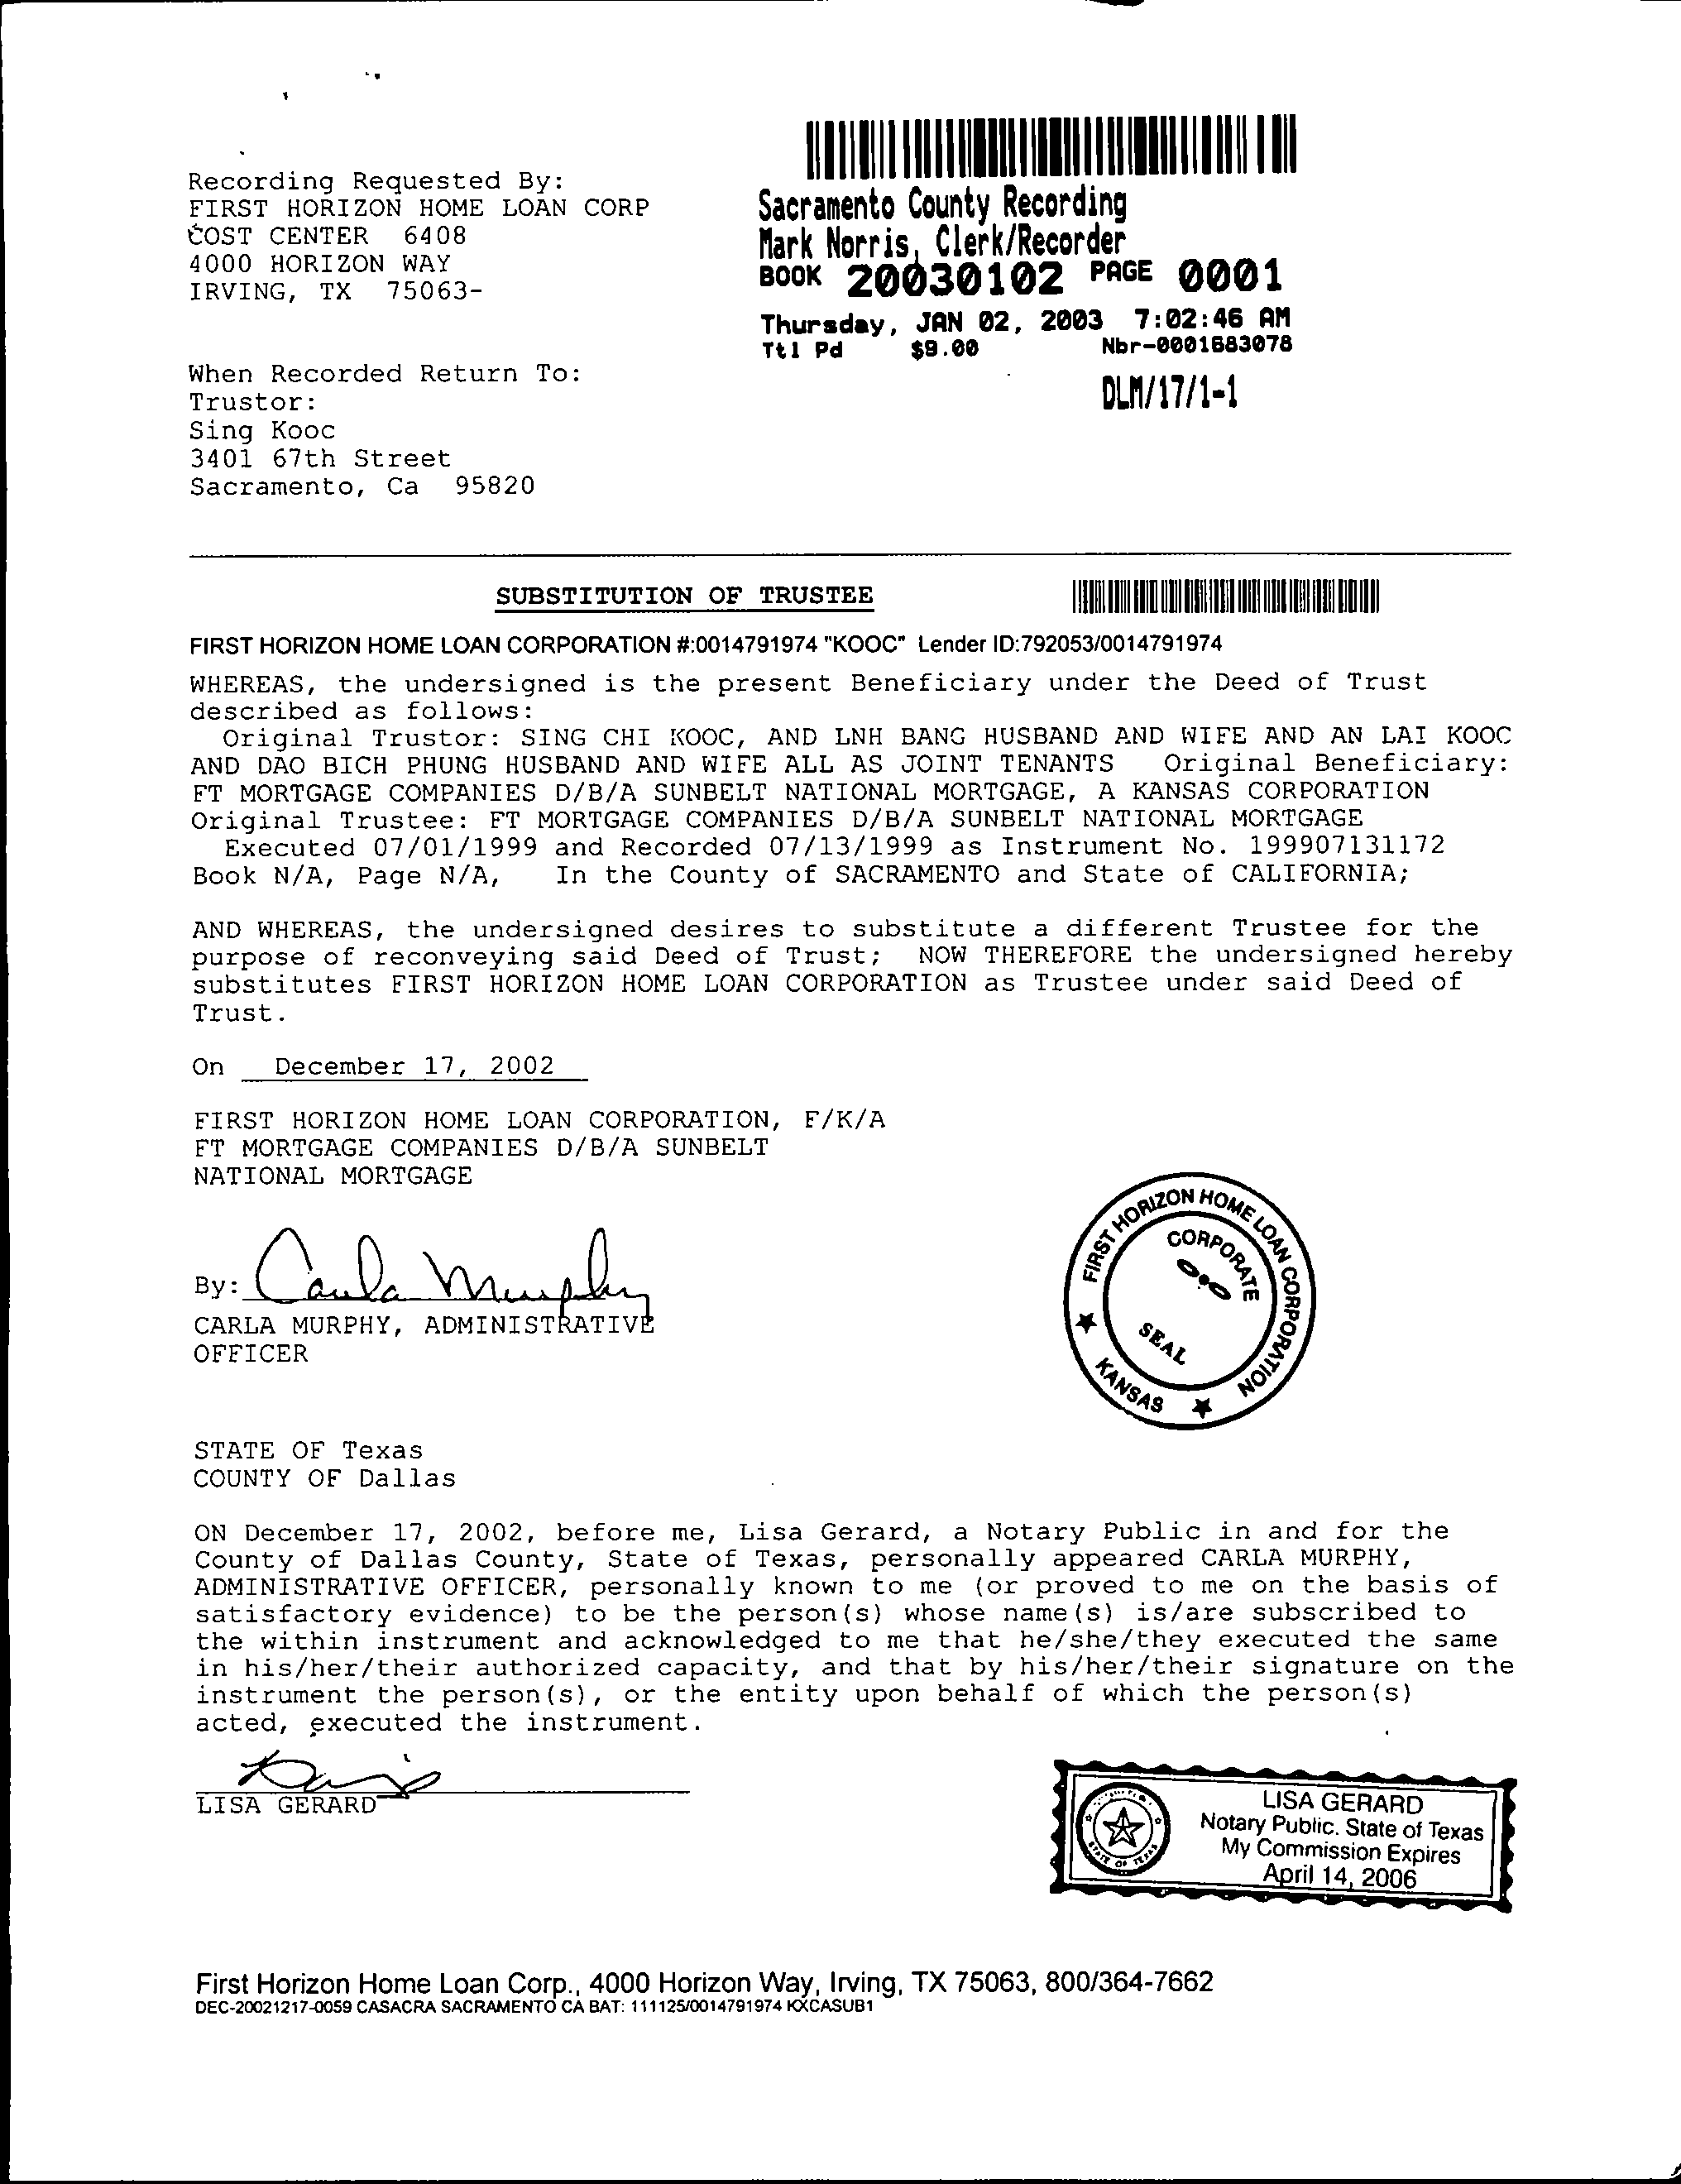 Recording Requested By:
FIRST HORIZON HOME LOAN CORP
COST CENTER 6408
4000 HORIZON WAY
IRVING, TX 75063-
Sacramento County Recording
Mark Norris, Clerk/Recorder
BOOK 20030102 PAGE 0001
Thursday, JAN 02, 2003 7:02:46 AM
Ttl Pd $9.00 Nbr-0001683078
DLM/17/1-1
When Recorded Return To:
Trustor:
Sing Kooc
3401 67th Street
Sacramento, Ca 95820
SUBSTITUTION OF TRUSTEE
FIRST HORIZON HOME LOAN CORPORATION #:0014791974 "KOOC" Lender ID:792053/0014791974
WHEREAS, the undersigned is the present Beneficiary under the Deed of Trust
described as follows:
Original Trustor: SING CHI KOOC, AND LNH BANG HUSBAND AND WIFE AND AN LAI KOOC
AND DAO BICH PHUNG HUSBAND AND WIFE ALL AS JOINT TENANTS Original Beneficiary:
FT MORTGAGE COMPANIES D/B/A SUNBELT NATIONAL MORTGAGE, A KANSAS CORPORATION
Original Trustee: FT MORTGAGE COMPANIES D/B/A SUNBELT NATIONAL MORTGAGE
Executed 07/01/1999 and Recorded 07/13/1999 as Instrument No. 199907131172
Book N/A, Page N/A, In the County of SACRAMENTO and State of CALIFORNIA;
AND WHEREAS, the undersigned desires to substitute a different Trustee for the
purpose of reconveying said Deed of Trust; NOW THEREFORE the undersigned hereby
substitutes FIRST HORIZON HOME LOAN CORPORATION as Trustee under said Deed of
Trust.
On December 17, 2002
FIRST HORIZON HOME LOAN CORPORATION, F/K/A
FT MORTGAGE COMPANIES D/B/A SUNBELT
NATIONAL MORTGAGE
By: Carla Murphy
CARLA MURPHY, ADMINISTRATIVE
OFFICER
FIRST HORIZON HOME LOAN CORPORATION
KANSAS
CORPORATE
SEAL
STATE OF Texas
COUNTY OF Dallas
ON December 17, 2002, before me, Lisa Gerard, a Notary Public in and for the
County of Dallas County, State of Texas, personally appeared CARLA MURPHY,
ADMINISTRATIVE OFFICER, personally known to me (or proved to me on the basis of
satisfactory evidence) to be the person(s) whose name(s) is/are subscribed to
the within instrument and acknowledged to me that he/she/they executed the same
in his/her/their authorized capacity, and that by his/her/their signature on the
instrument the person(s), or the entity upon behalf of which the person(s)
acted, executed the instrument.
LISA GERARD
STATE OF TEXAS
LISA GERARD
Notary Public. State of Texas
My Commission Expires
April 14, 2006
First Horizon Home Loan Corp., 4000 Horizon Way, Irving, TX 75063, 800/364-7662
DEC-20021217-0059 CASACRA SACRAMENTO CA BAT: 111125/0014791974 KXCASUB1